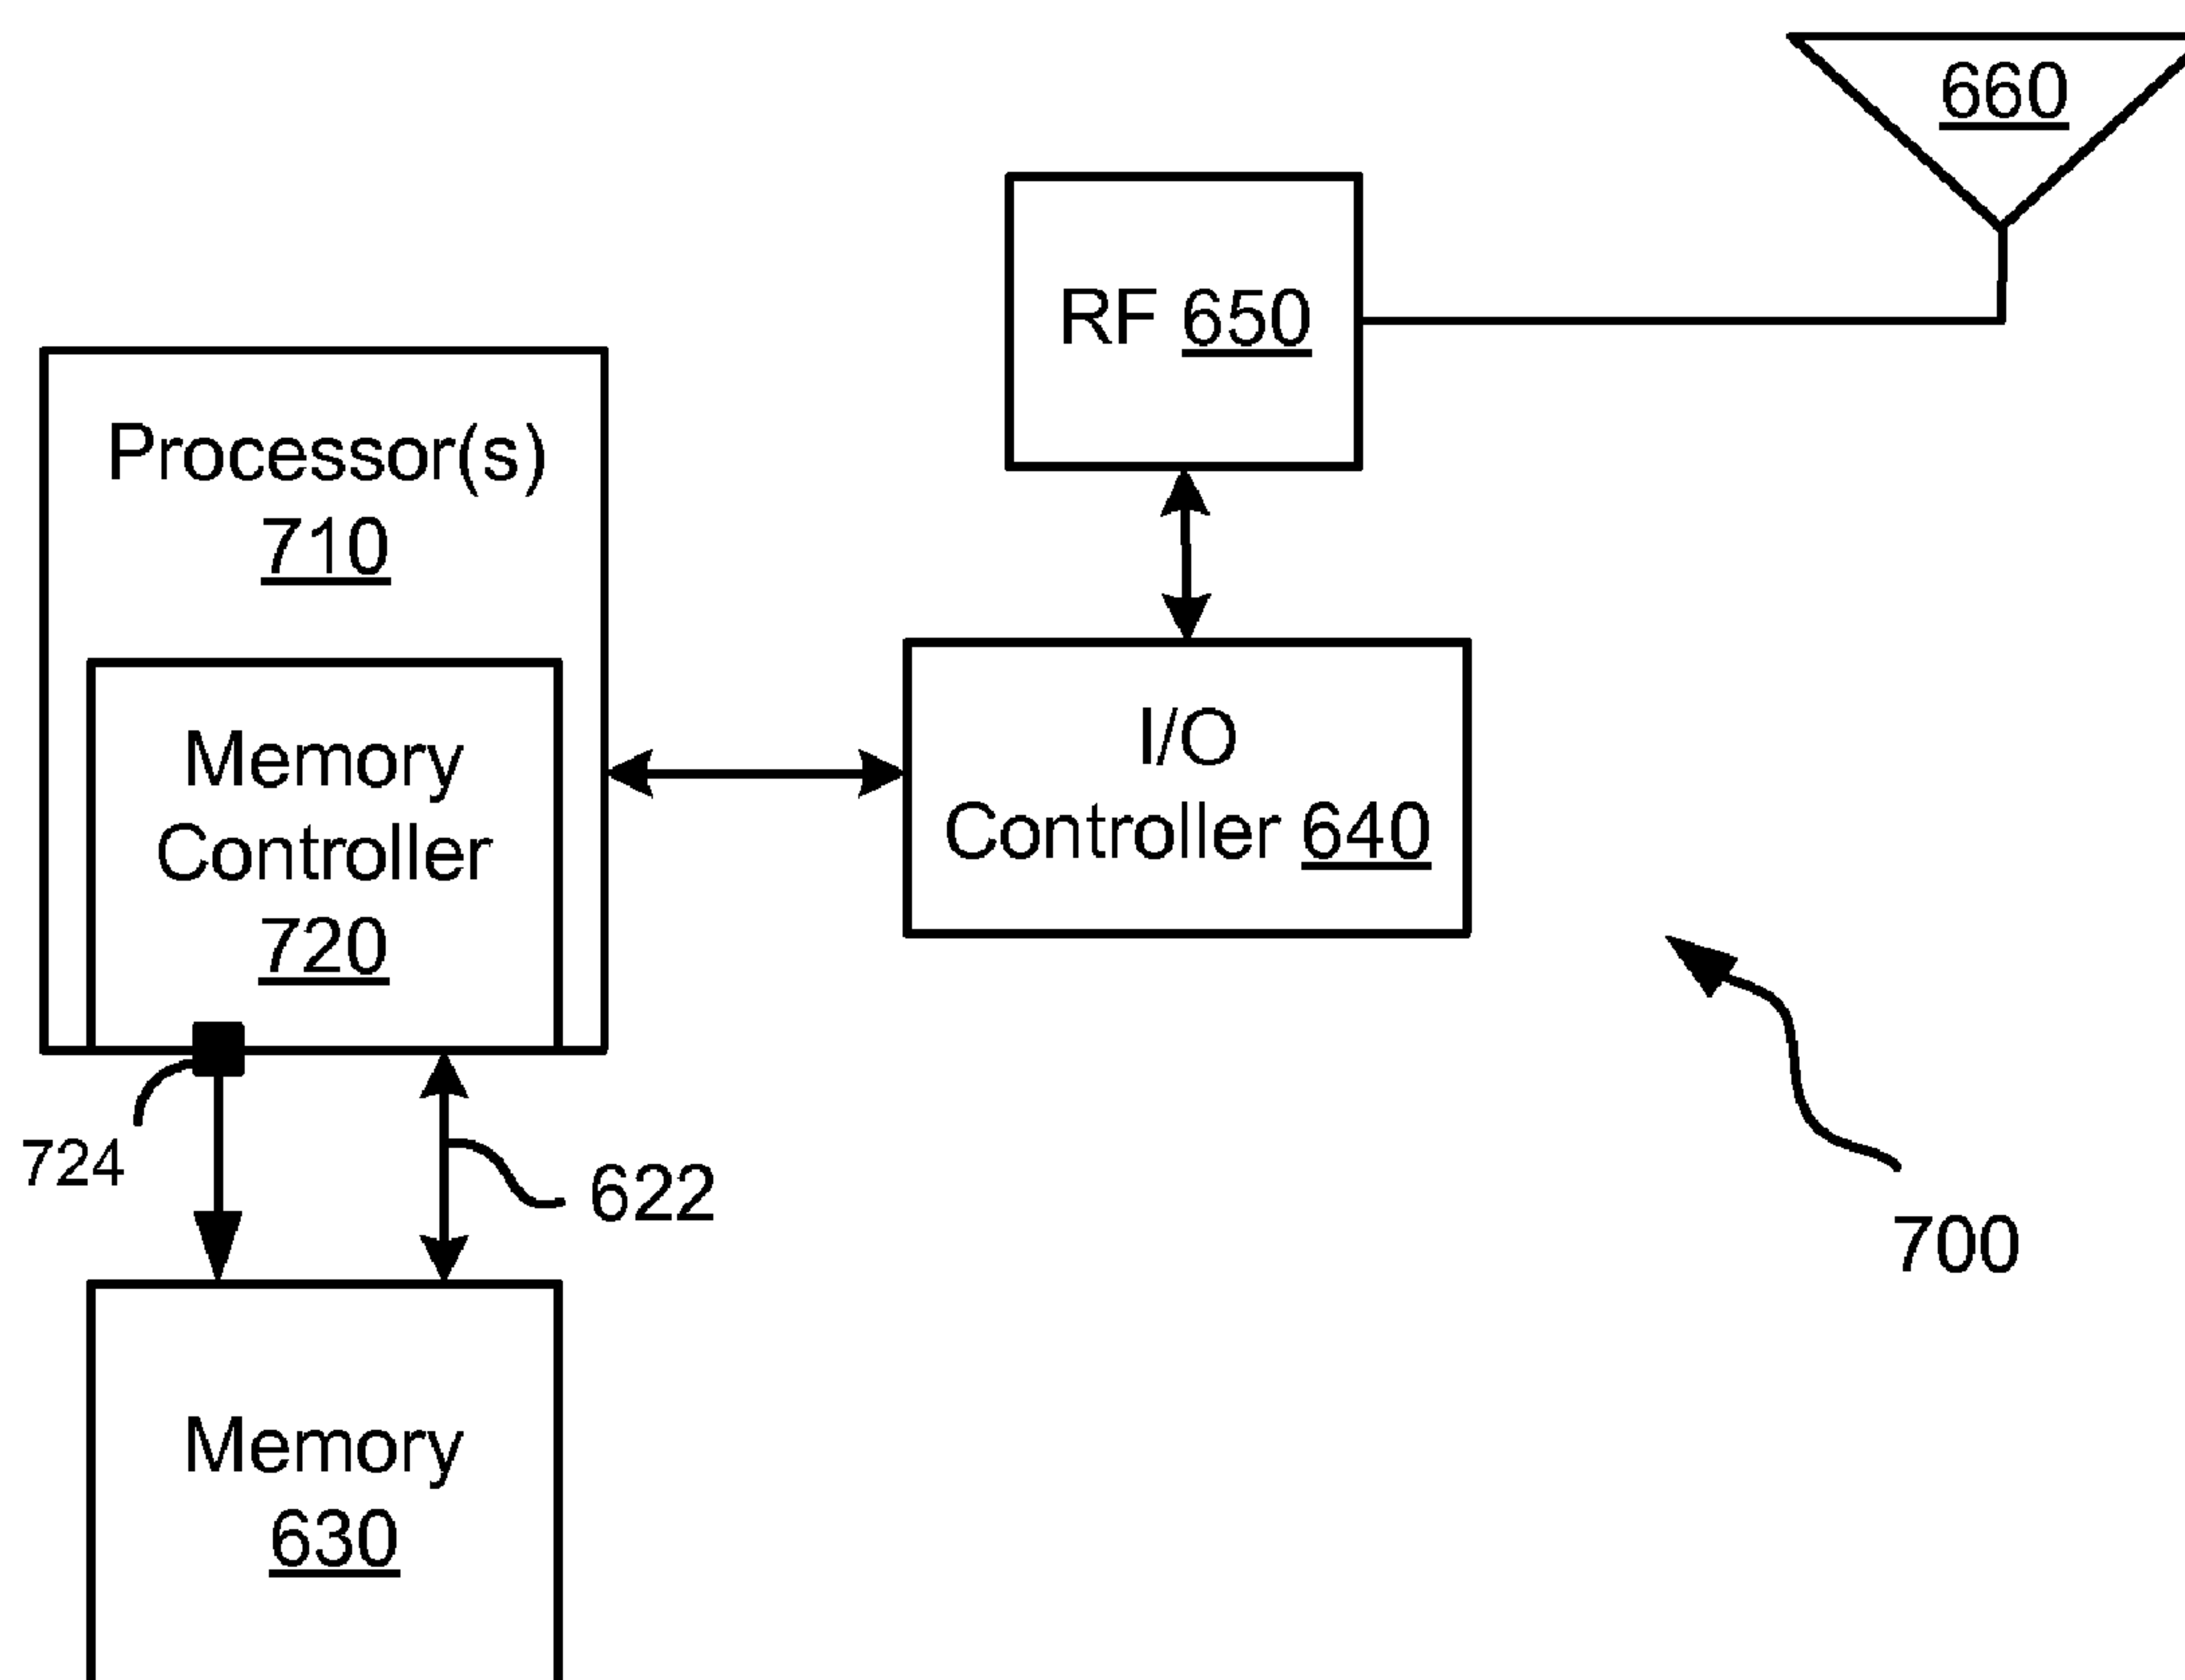 660
RF 650
Processor(s)
710
Memory
Controller
720
I/O
Controller 640
724
622
700
Memory
630